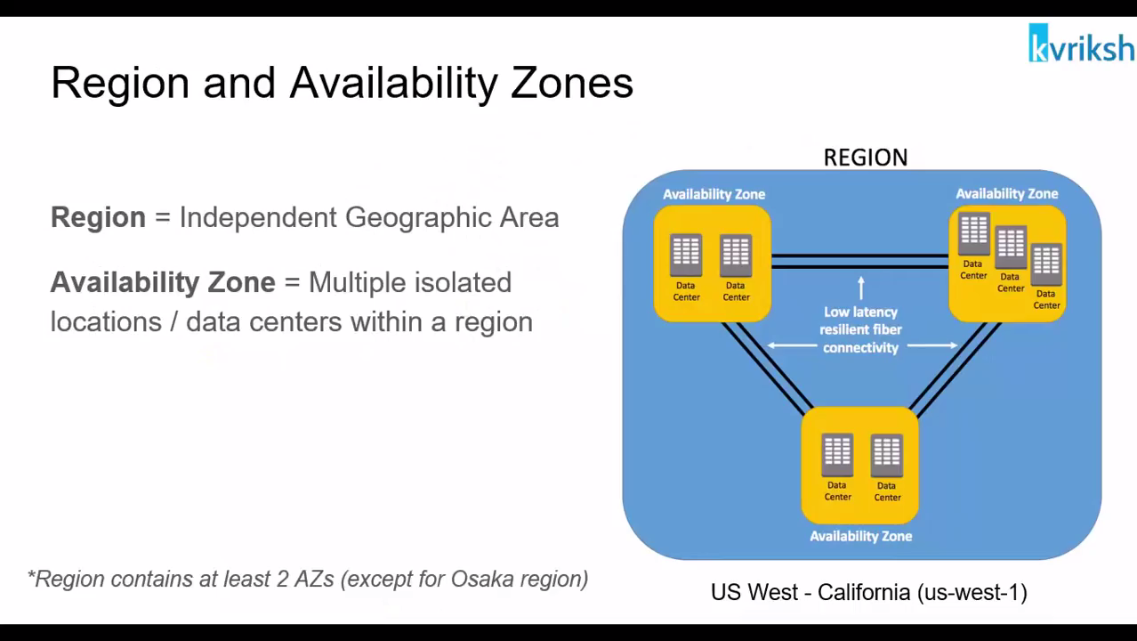 kvriksh
Region and Availability Zones
Region = Independent Geographic Area
Availability Zone = Multiple isolated
locations / data centers within a region
*Region contains at least 2 AZs (except for Osaka region)
REGION
Availability Zone
Data
Center
Data
Center
Availability Zone
Data
Center
Data
Center
Data
Center
Low latency
resilient fiber
connectivity
Data
Center
Data
Center
Availability Zone
US West - California (us-west-1)